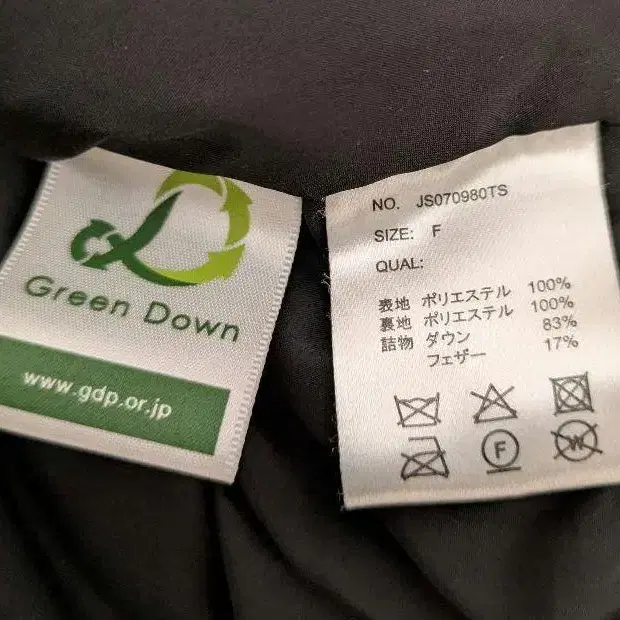 Green Down
www.gdp.or.jp
NO. JS070980TS
SIZE: F
QUAL:
表地 ポリエステル 100%
裏地 ポリエステル 100%
詰物 ダウン 83%
フェザー 17%
F
W